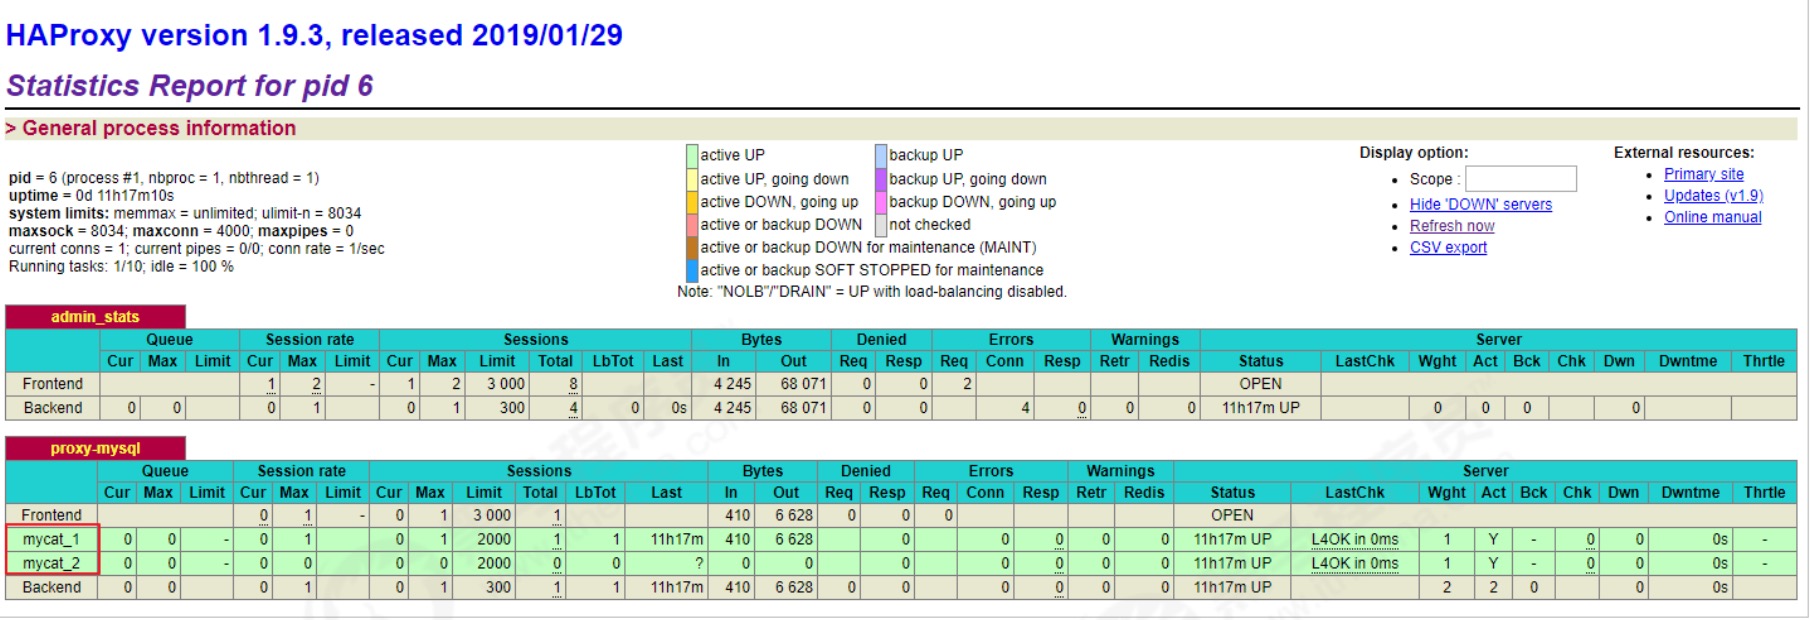 HAProxy version 1.9.3, released 2019/01/29
Statistics Report for pid 6
> General process information
pid = 6 (process #1, nbproc = 1, nbthread = 1)
uptime = 0d 11h17m10s
system limits: memmax = unlimited; ulimit-n = 8034
maxsock = 8034; maxconn = 4000; maxpipes = 0
current conns = 1; current pipes = 0/0; conn rate = 1/sec
Running tasks: 1/10; idle = 100 %
active UP backup UP
active UP, going down backup UP, going down
active DOWN, going up backup DOWN, going up
active or backup DOWN not checked
active or backup DOWN for maintenance (MAINT)
active or backup SOFT STOPPED for maintenance
Note: "NOLB"/"DRAIN" = UP with load-balancing disabled.
Display option:
• Scope :
• Hide 'DOWN' servers
• Refresh now
• CSV export
External resources:
• Primary site
• Updates (v1.9)
• Online manual
admin_stats
Queue Session rate Sessions Bytes Denied Errors Warnings Server
Cur Max Limit Cur Max Limit Cur Max Limit Total LbTot Last In Out Req Resp Req Conn Resp Retr Redis Status LastChk Wght Act Bck Chk Dwn Dwntme Thrtle
Frontend 1 2 - 1 2 3 000 8 4 245 68 071 0 0 2 OPEN
Backend 0 0 0 1 0 1 300 4 0 0s 4 245 68 071 0 0 4 0 0 0 11h17m UP 0 0 0 0
proxy-mysql
Queue Session rate Sessions Bytes Denied Errors Warnings Server
Cur Max Limit Cur Max Limit Cur Max Limit Total LbTot Last In Out Req Resp Req Conn Resp Retr Redis Status LastChk Wght Act Bck Chk Dwn Dwntme Thrtle
Frontend 0 1 - 0 1 3 000 1 410 6 628 0 0 0 OPEN
mycat_1 0 0 - 0 1 0 1 2000 1 1 11h17m 410 6 628 0 0 0 0 0 11h17m UP L4OK in 0ms 1 Y - 0 0 0s -
mycat_2 0 0 - 0 0 0 0 2000 0 0 ? 0 0 0 0 0 0 0 11h17m UP L4OK in 0ms 1 Y - 0 0 0s -
Backend 0 0 0 1 0 1 300 1 1 11h17m 410 6 628 0 0 0 0 0 0 11h17m UP 2 2 0 0 0s